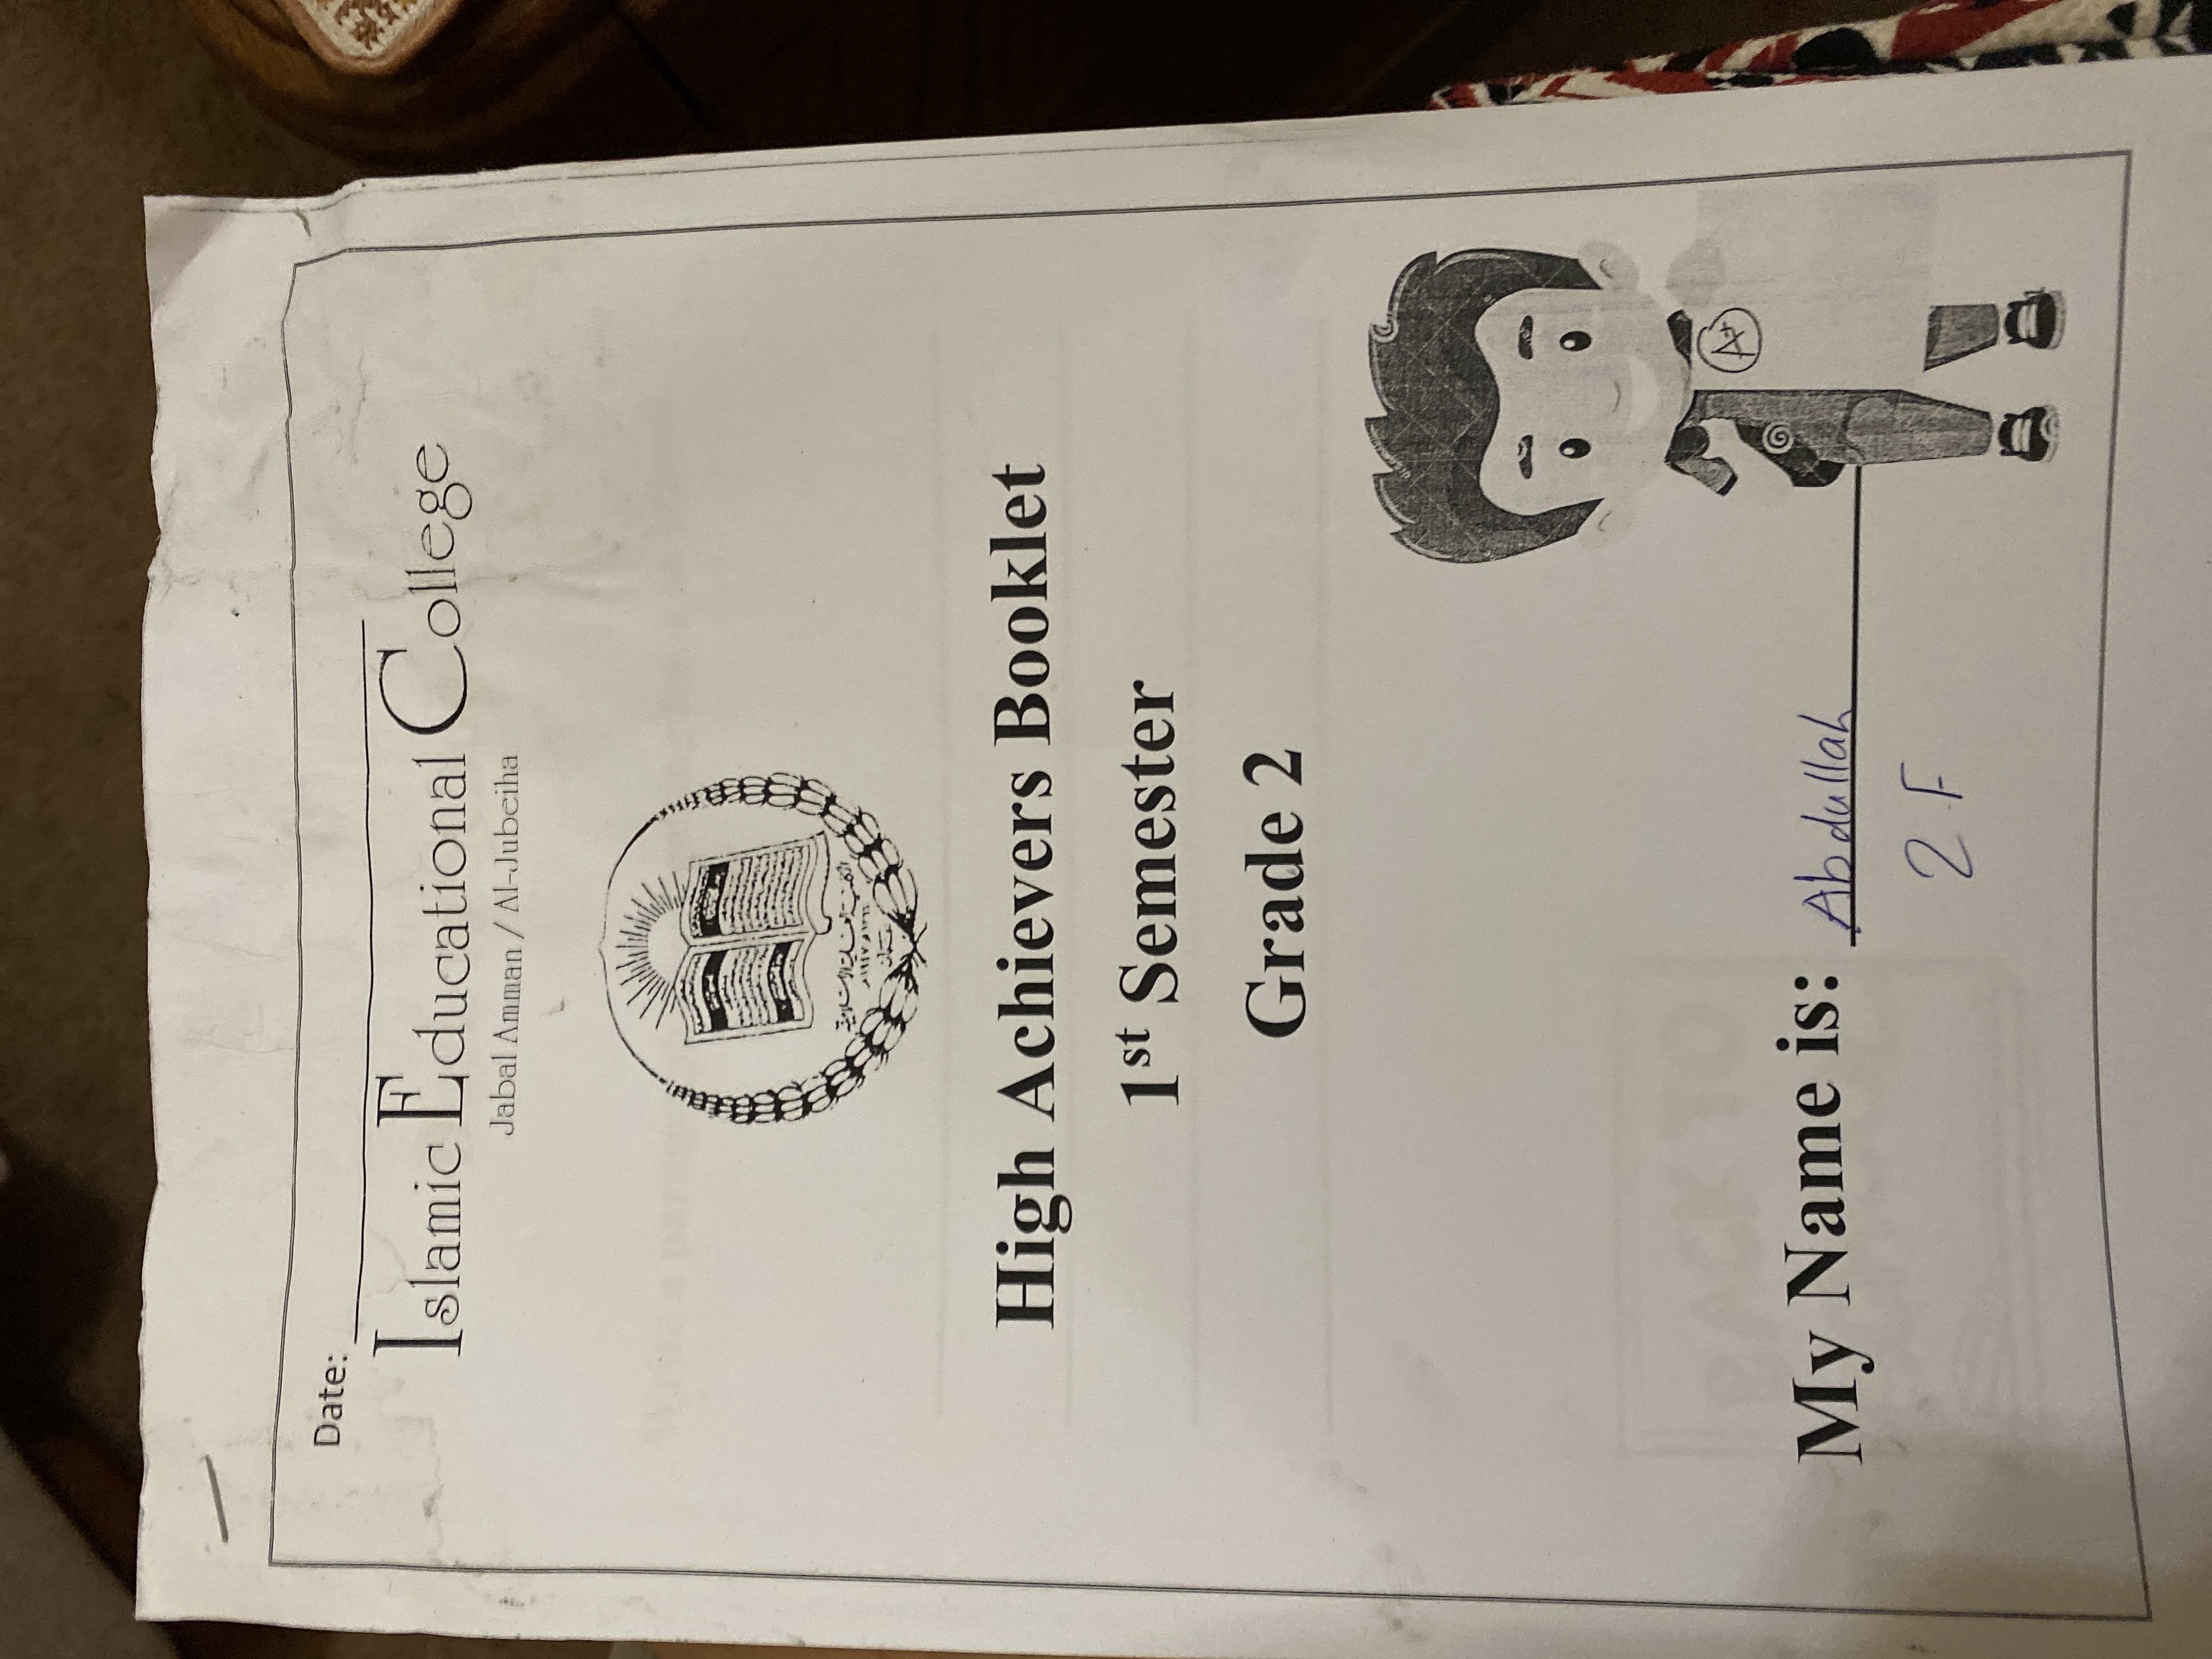 Date:
Islamic Educational College
Jabal Amman / Al-Jubeiha
High Achievers Booklet
1st Semester
Grade 2
A+
My Name is: Abdullah
2 F